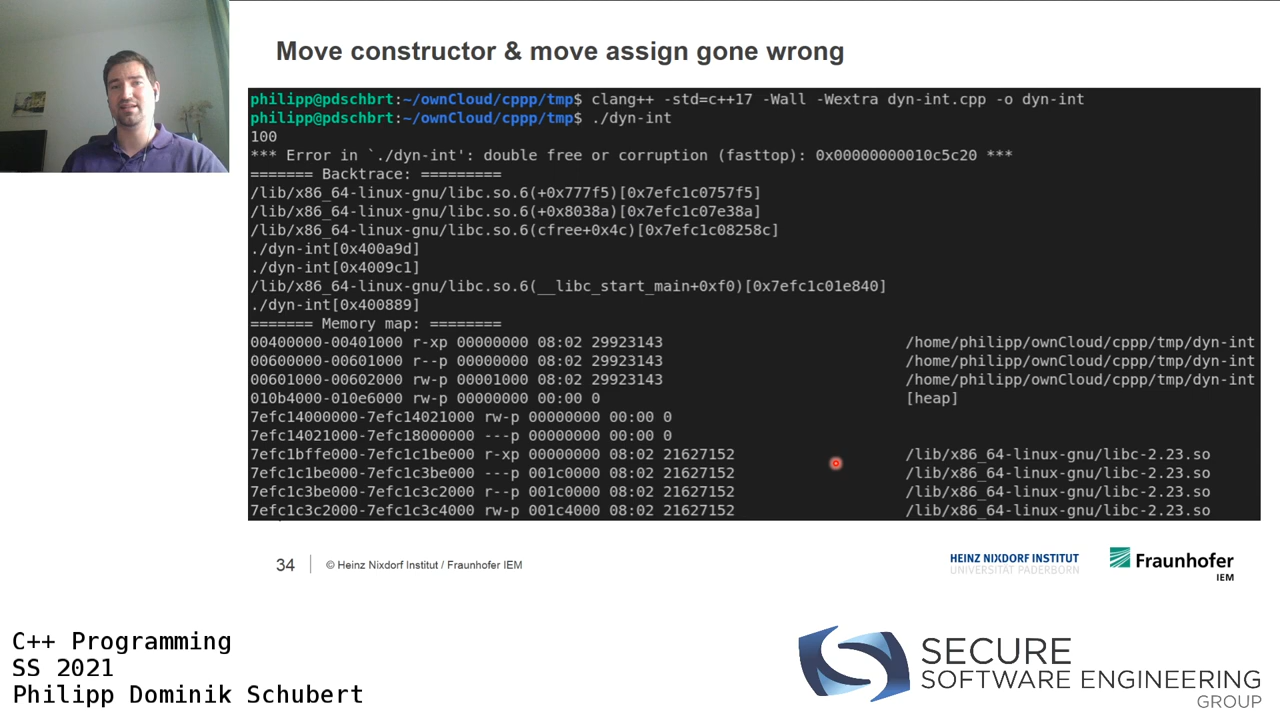 Move constructor & move assign gone wrong
philipp@pdschbrt:~/ownCloud/cppp/tmp$ clang++ -std=c++17 -Wall -Wextra dyn-int.cpp -o dyn-int
philipp@pdschbrt:~/ownCloud/cppp/tmp$ ./dyn-int
100
*** Error in `./dyn-int': double free or corruption (fasttop): 0x00000000010c5c20 ***
======= Backtrace: =========
/lib/x86_64-linux-gnu/libc.so.6(+0x777f5)[0x7efc1c0757f5]
/lib/x86_64-linux-gnu/libc.so.6(+0x8038a)[0x7efc1c07e38a]
/lib/x86_64-linux-gnu/libc.so.6(cfree+0x4c)[0x7efc1c08258c]
./dyn-int[0x400a9d]
./dyn-int[0x4009c1]
/lib/x86_64-linux-gnu/libc.so.6(__libc_start_main+0xf0)[0x7efc1c01e840]
./dyn-int[0x400889]
======= Memory map: ========
00400000-00401000 r-xp 00000000 08:02 29923143 /home/philipp/ownCloud/cppp/tmp/dyn-int
00600000-00601000 r--p 00000000 08:02 29923143 /home/philipp/ownCloud/cppp/tmp/dyn-int
00601000-00602000 rw-p 00001000 08:02 29923143 /home/philipp/ownCloud/cppp/tmp/dyn-int
010b4000-010e6000 rw-p 00000000 00:00 0 [heap]
7efc14000000-7efc14021000 rw-p 00000000 00:00 0
7efc14021000-7efc18000000 ---p 00000000 00:00 0
7efc1bffe000-7efc1c1be000 r-xp 00000000 08:02 21627152 /lib/x86_64-linux-gnu/libc-2.23.so
7efc1c1be000-7efc1c3be000 ---p 001c0000 08:02 21627152 /lib/x86_64-linux-gnu/libc-2.23.so
7efc1c3be000-7efc1c3c2000 r--p 001c0000 08:02 21627152 /lib/x86_64-linux-gnu/libc-2.23.so
7efc1c3c2000-7efc1c3c4000 rw-p 001c4000 08:02 21627152 /lib/x86_64-linux-gnu/libc-2.23.so
34 © Heinz Nixdorf Institut / Fraunhofer IEM
HEINZ NIXDORF INSTITUT
UNIVERSITÄT PADERBORN
Fraunhofer
IEM
C++ Programming
SS 2021
Philipp Dominik Schubert
SECURE
SOFTWARE ENGINEERING
GROUP